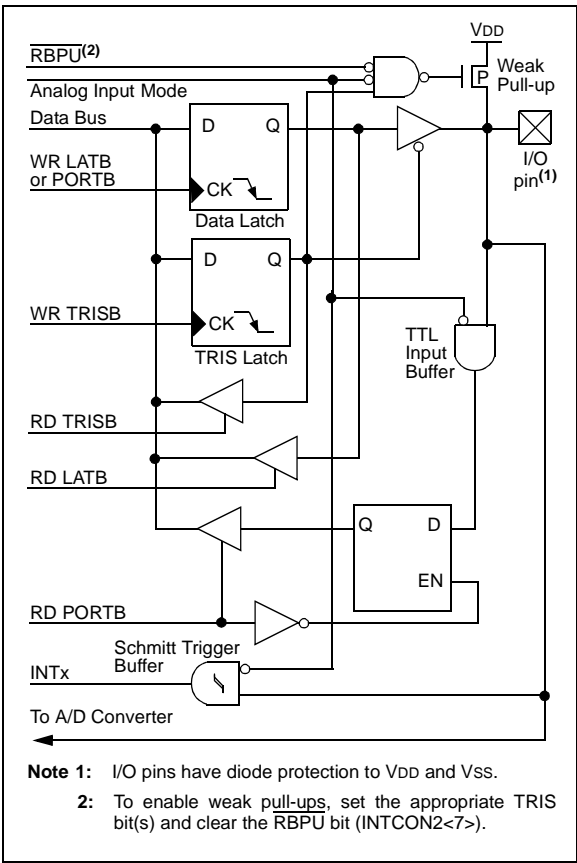 VDD
RBPU(2)
Weak
Pull-up
P
Analog Input Mode
Data Bus
D Q
WR LATB
or PORTB
CK
Data Latch
I/O
pin(1)
D Q
WR TRISB
CK
TRIS Latch
TTL
Input
Buffer
RD TRISB
RD LATB
Q D
EN
RD PORTB
Schmitt Trigger
Buffer
INTx
To A/D Converter
Note 1: I/O pins have diode protection to VDD and VSS.
2: To enable weak pull-ups, set the appropriate TRIS
bit(s) and clear the RBPU bit (INTCON2<7>).